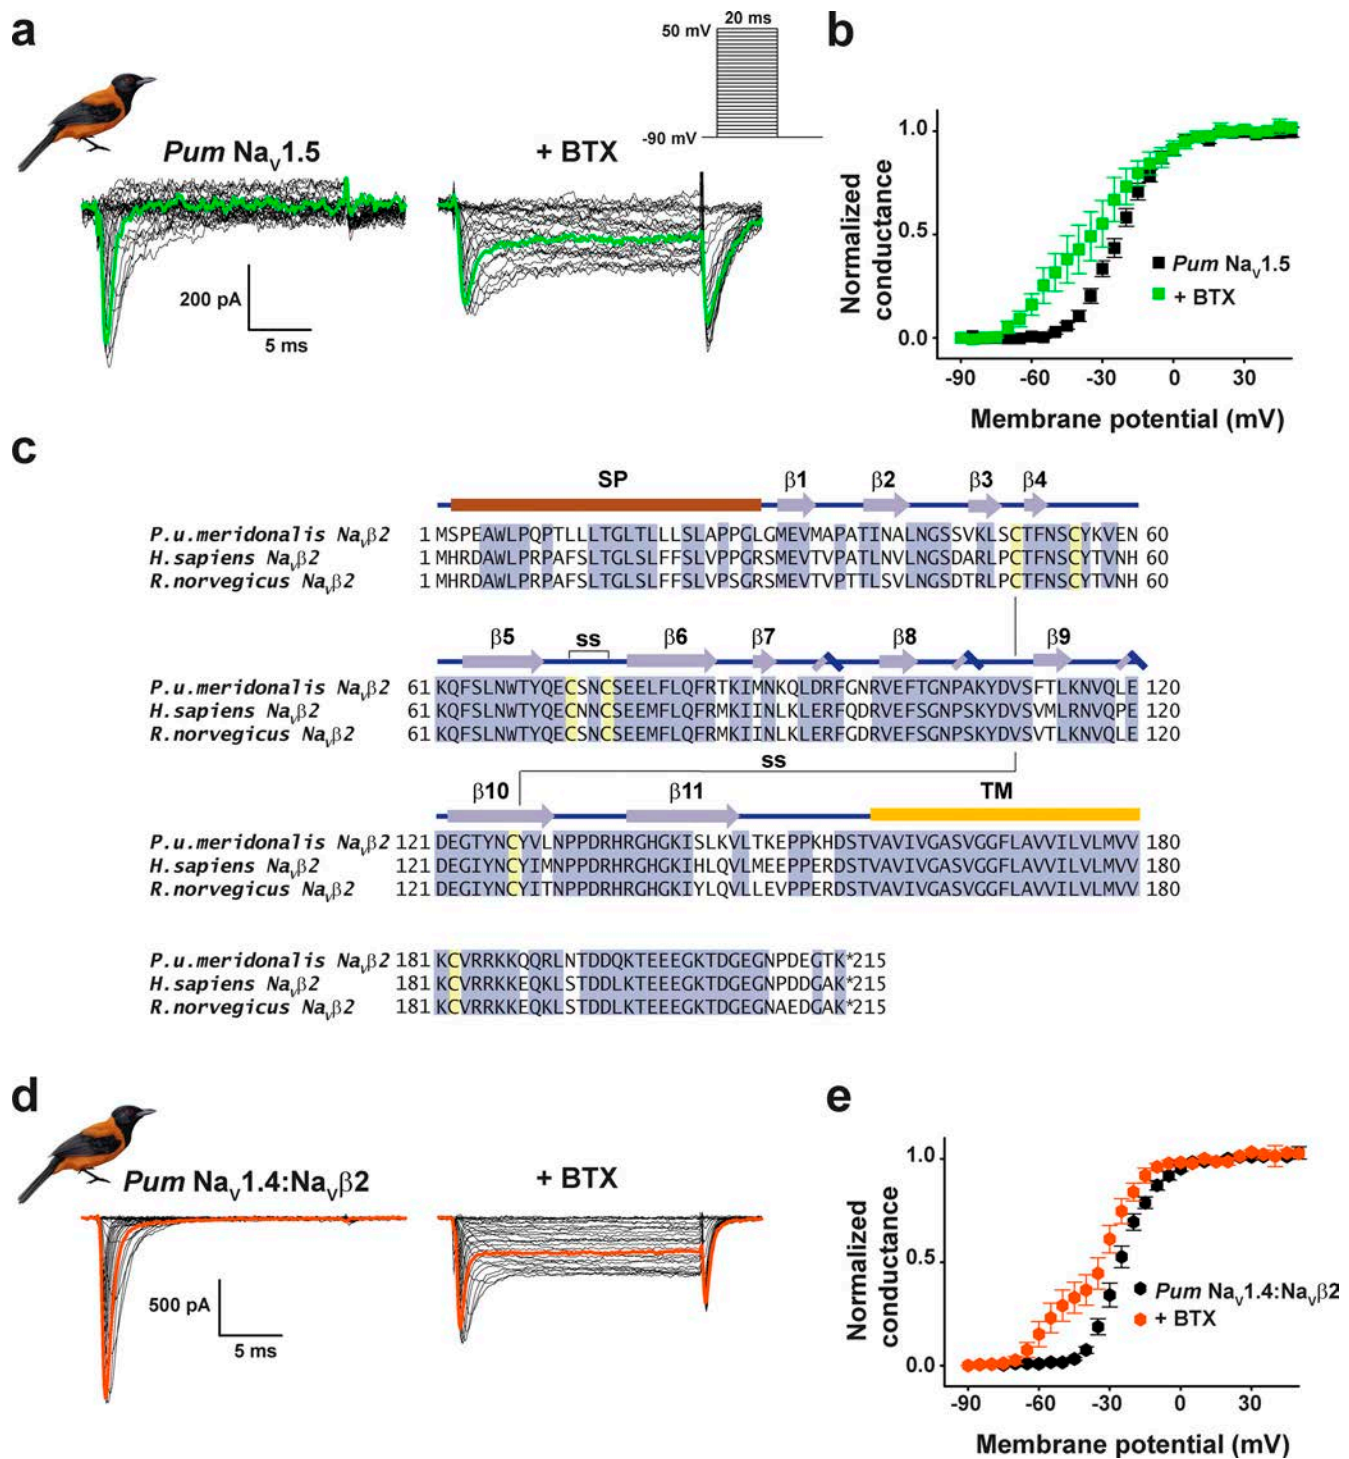 a
20 ms
50 mV
-90 mV
Pum Nav1.5
+ BTX
200 pA
5 ms
b
Normalized
conductance
1.0
0.5
0.0
-90 -60 -30 0 30
Membrane potential (mV)
Pum Nav1.5
+ BTX
c
SP β1 β2 β3 β4
P.u.meridonalis Navβ2 1 MSPEAWLPQPTLLLTGLTLLLSLAPPGLGMEVMAPATINALNGSSVKLSCTFNSCYKVEN 60
H.sapiens Navβ2 1 MHRDAWLPRPAFSLTGLSLFFSLVPPGRSMEVTVPATLNVLNGSDARLPCTFNSCYTVNH 60
R.norvegicus Navβ2 1 MHRDAWLPRPAFSLTGLSLFFSLVPSGRSMEVTVPTTLSVLNGSDTRLPCTFNSCYTVNH 60
β5 ss β6 β7 β8 β9
P.u.meridonalis Navβ2 61 KQFSLNWTYQECSNCSEELFLQFRTKIMNKQLDRFGNRVEFTGNPAKYDVSFTLKNVQLE 120
H.sapiens Navβ2 61 KQFSLNWTYQECNNCSEEMFLQFRMKIINLKLERFQDRVEFSGNPSKYDVSVMLRNVQPE 120
R.norvegicus Navβ2 61 KQFSLNWTYQECSNCSEEMFLQFRMKIINLKLERFGDRVEFSGNPSKYDVSVTLKNVQLE 120
ss
β10 β11 TM
P.u.meridonalis Navβ2 121 DEGTYNCYVLNPPDRHRGHGKISLKVLTKEPPKHDSTVAVIVGASVGGFLAVVILVLMVV 180
H.sapiens Navβ2 121 DEGIYNCYIMNPPDRHRGHGKIHLQVLMEEPPERDSTVAVIVGASVGGFLAVVILVLMVV 180
R.norvegicus Navβ2 121 DEGIYNCYITNPPDRHRGHGKIYLQVLLEVPPERDSTVAVIVGASVGGFLAVVILVLMVV 180
P.u.meridonalis Navβ2 181 KCVRRKKQQRLNTDDQKTEEEGKTDGEGNPDEGTK*215
H.sapiens Navβ2 181 KCVRRKKEQKLSTDDLKTEEEGKTDGEGNPDDGAK*215
R.norvegicus Navβ2 181 KCVRRKKEQKLSTDDLKTEEEGKTDGEGNAEDGAK*215
d
Pum Nav1.4:Navβ2
+ BTX
500 pA
5 ms
e
Normalized
conductance
1.0
0.5
0.0
-90 -60 -30 0 30
Membrane potential (mV)
Pum Nav1.4:Navβ2
+ BTX